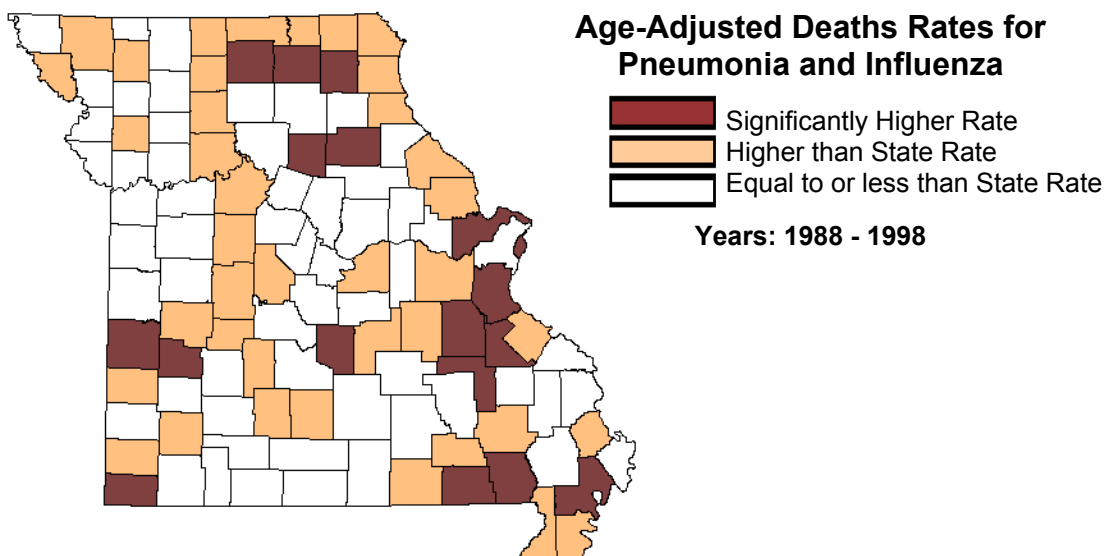 Age-Adjusted Deaths Rates for
Pneumonia and Influenza
Significantly Higher Rate
Higher than State Rate
Equal to or less than State Rate
Years: 1988 - 1998